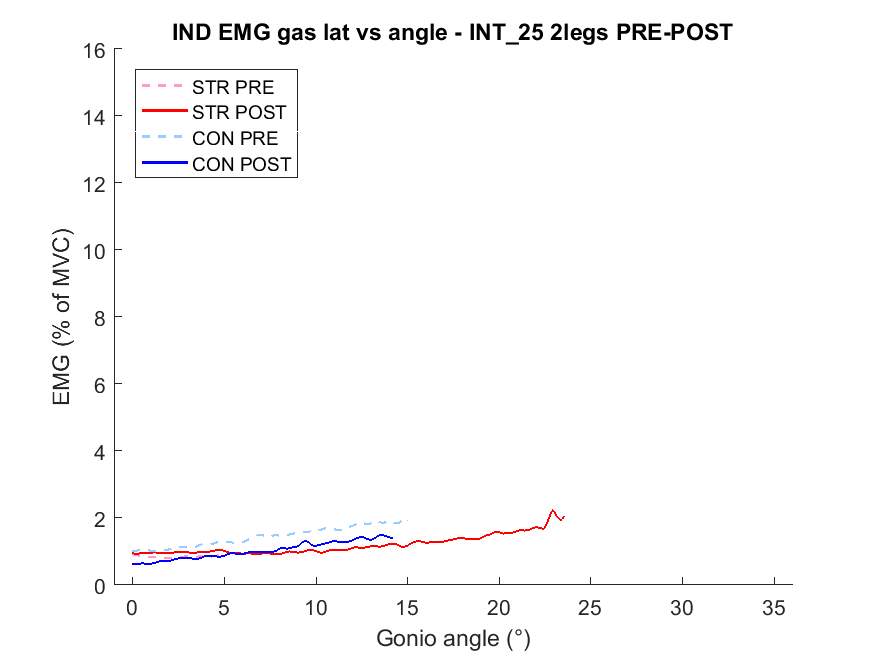 IND EMG gas lat vs angle - INT_25 2legs PRE-POST
16
14
12
10
8
6
4
2
0
EMG (% of MVC)
STR PRE
STR POST
CON PRE
CON POST
0 5 10 15 20 25 30 35
Gonio angle (°)